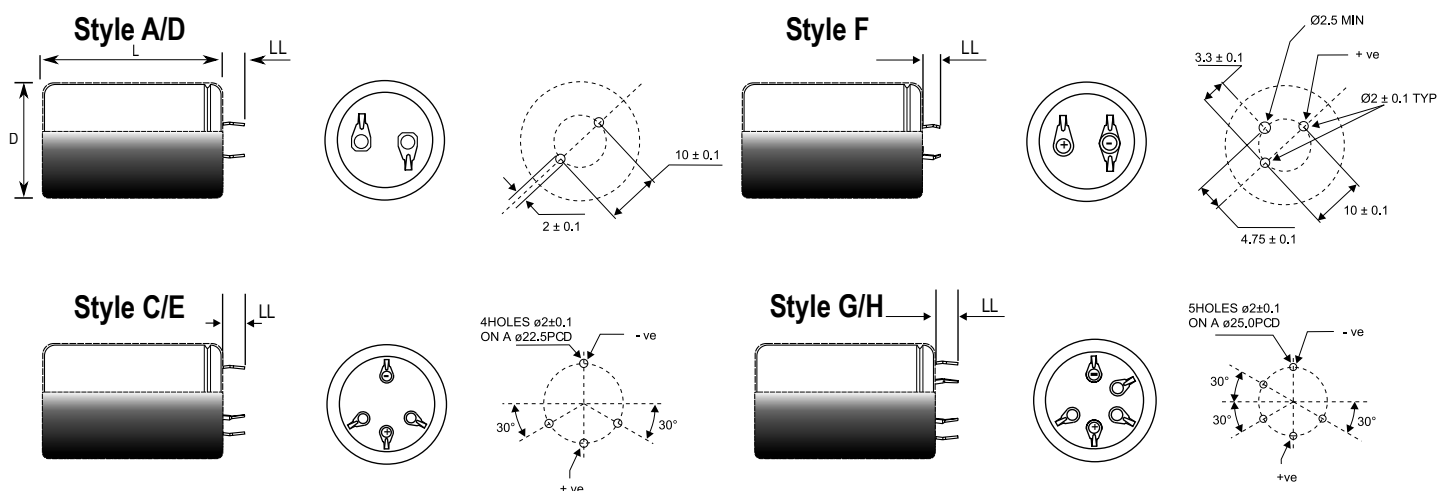 Style A/D
L
LL
D
10 ± 0.1
2 ± 0.1
Style F
LL
Ø2.5 MIN
+ ve
3.3 ± 0.1
Ø2 ± 0.1 TYP
+
-
10 ± 0.1
4.75 ± 0.1
Style C/E
LL
4HOLES ø2±0.1
ON A ø22.5PCD
- ve
-
+
30°
30°
+ ve
Style G/H
LL
5HOLES ø2±0.1
ON A ø25.0PCD
- ve
-
+
30°
30°
30°
+ve